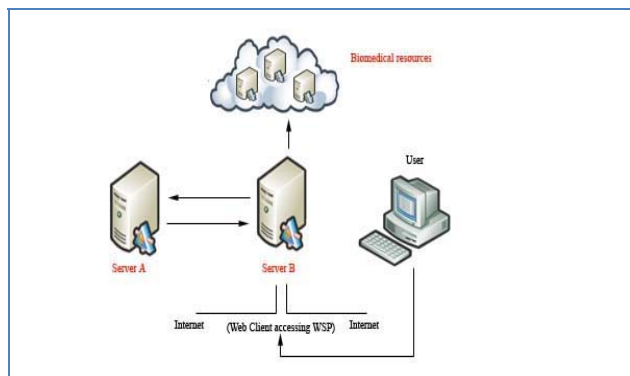 Biomedical resources
User
Server A
Server B
Internet
(Web Client accessing WSP)
Internet